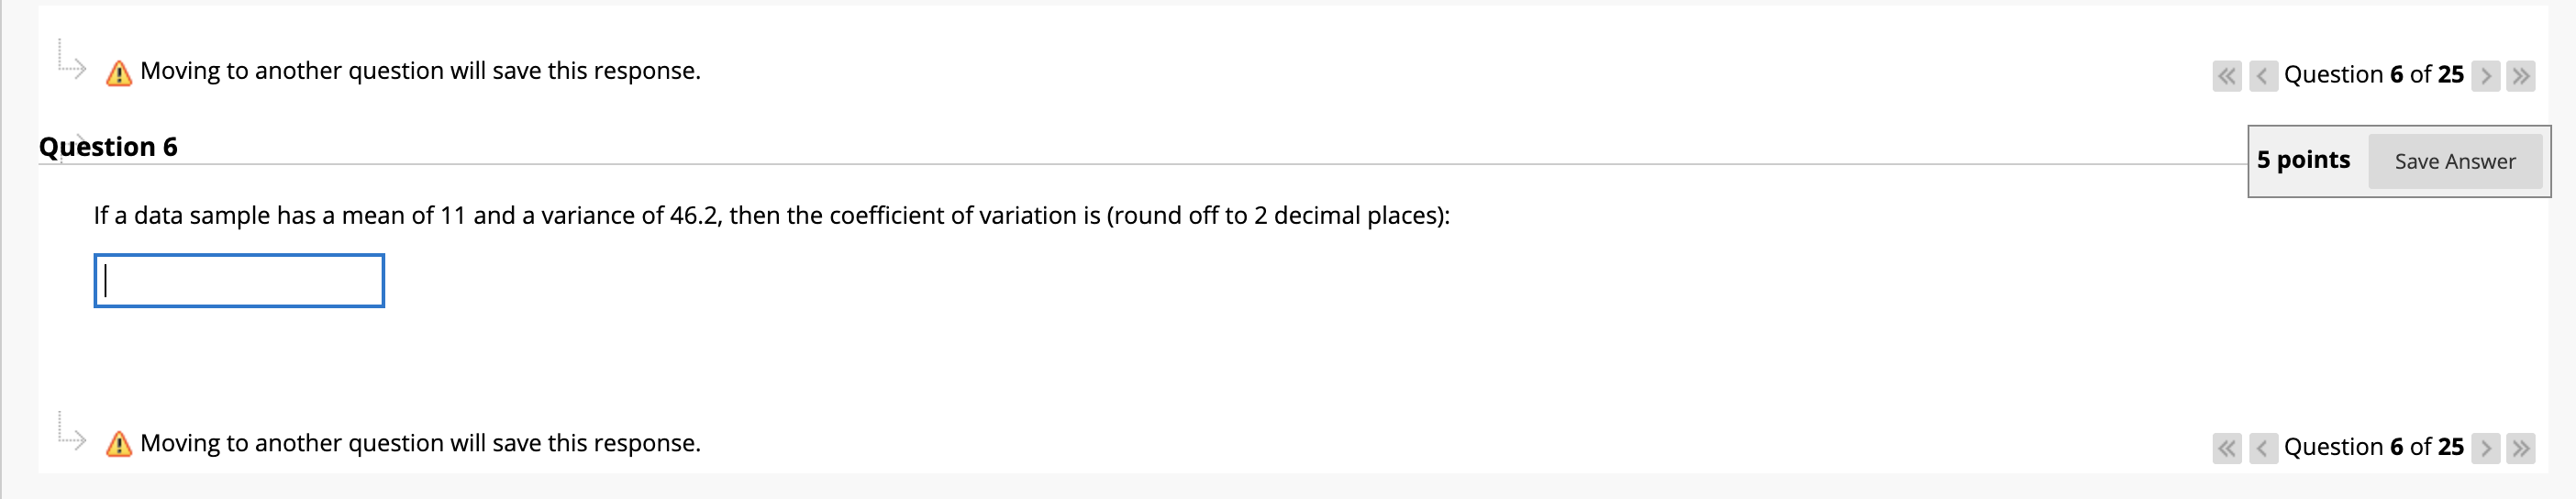 Moving to another question will save this response.
« < Question 6 of 25 > »
Question 6
5 points Save Answer
If a data sample has a mean of 11 and a variance of 46.2, then the coefficient of variation is (round off to 2 decimal places):
Moving to another question will save this response.
« < Question 6 of 25 > »